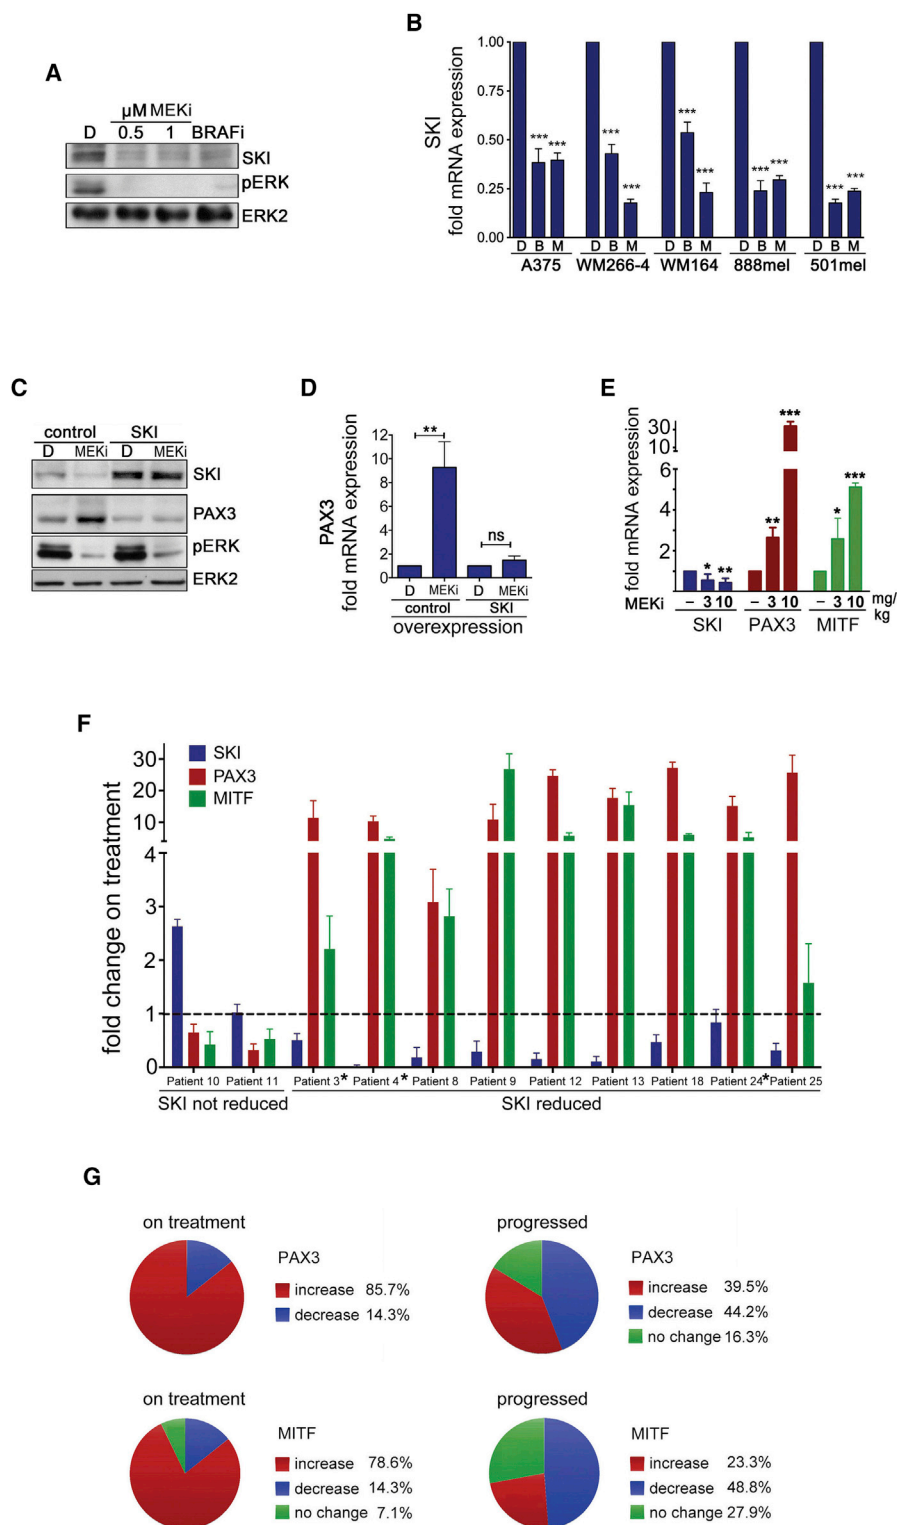 A
µM MEKi
D 0.5 1 BRAFi
SKI
pERK
ERK2
B
SKI
fold mRNA expression
1.00
0.75
0.50
0.25
0.00
*** *** *** *** *** *** *** *** *** ***
D B M D B M D B M D B M D B M
A375 WM266-4 WM164 888mel 501mel
C
control SKI
D MEKi D MEKi
SKI
PAX3
pERK
ERK2
D
PAX3
fold mRNA expression
12
10
8
6
4
2
0
**
ns
D MEKi D MEKi
control SKI
overexpression
E
fold mRNA expression
30
10
6
4
2
0
* ** ** *** * ***
MEKi – 3 10 – 3 10 – 3 10 mg/kg
SKI PAX3 MITF
F
SKI
PAX3
MITF
fold change on treatment
30
20
10
4
3
2
1
0
Patient 10 Patient 11 Patient 3* Patient 4* Patient 8 Patient 9 Patient 12 Patient 13 Patient 18 Patient 24* Patient 25
SKI not reduced SKI reduced
G
on treatment
PAX3
increase 85.7%
decrease 14.3%
progressed
PAX3
increase 39.5%
decrease 44.2%
no change 16.3%
on treatment
MITF
increase 78.6%
decrease 14.3%
no change 7.1%
progressed
MITF
increase 23.3%
decrease 48.8%
no change 27.9%